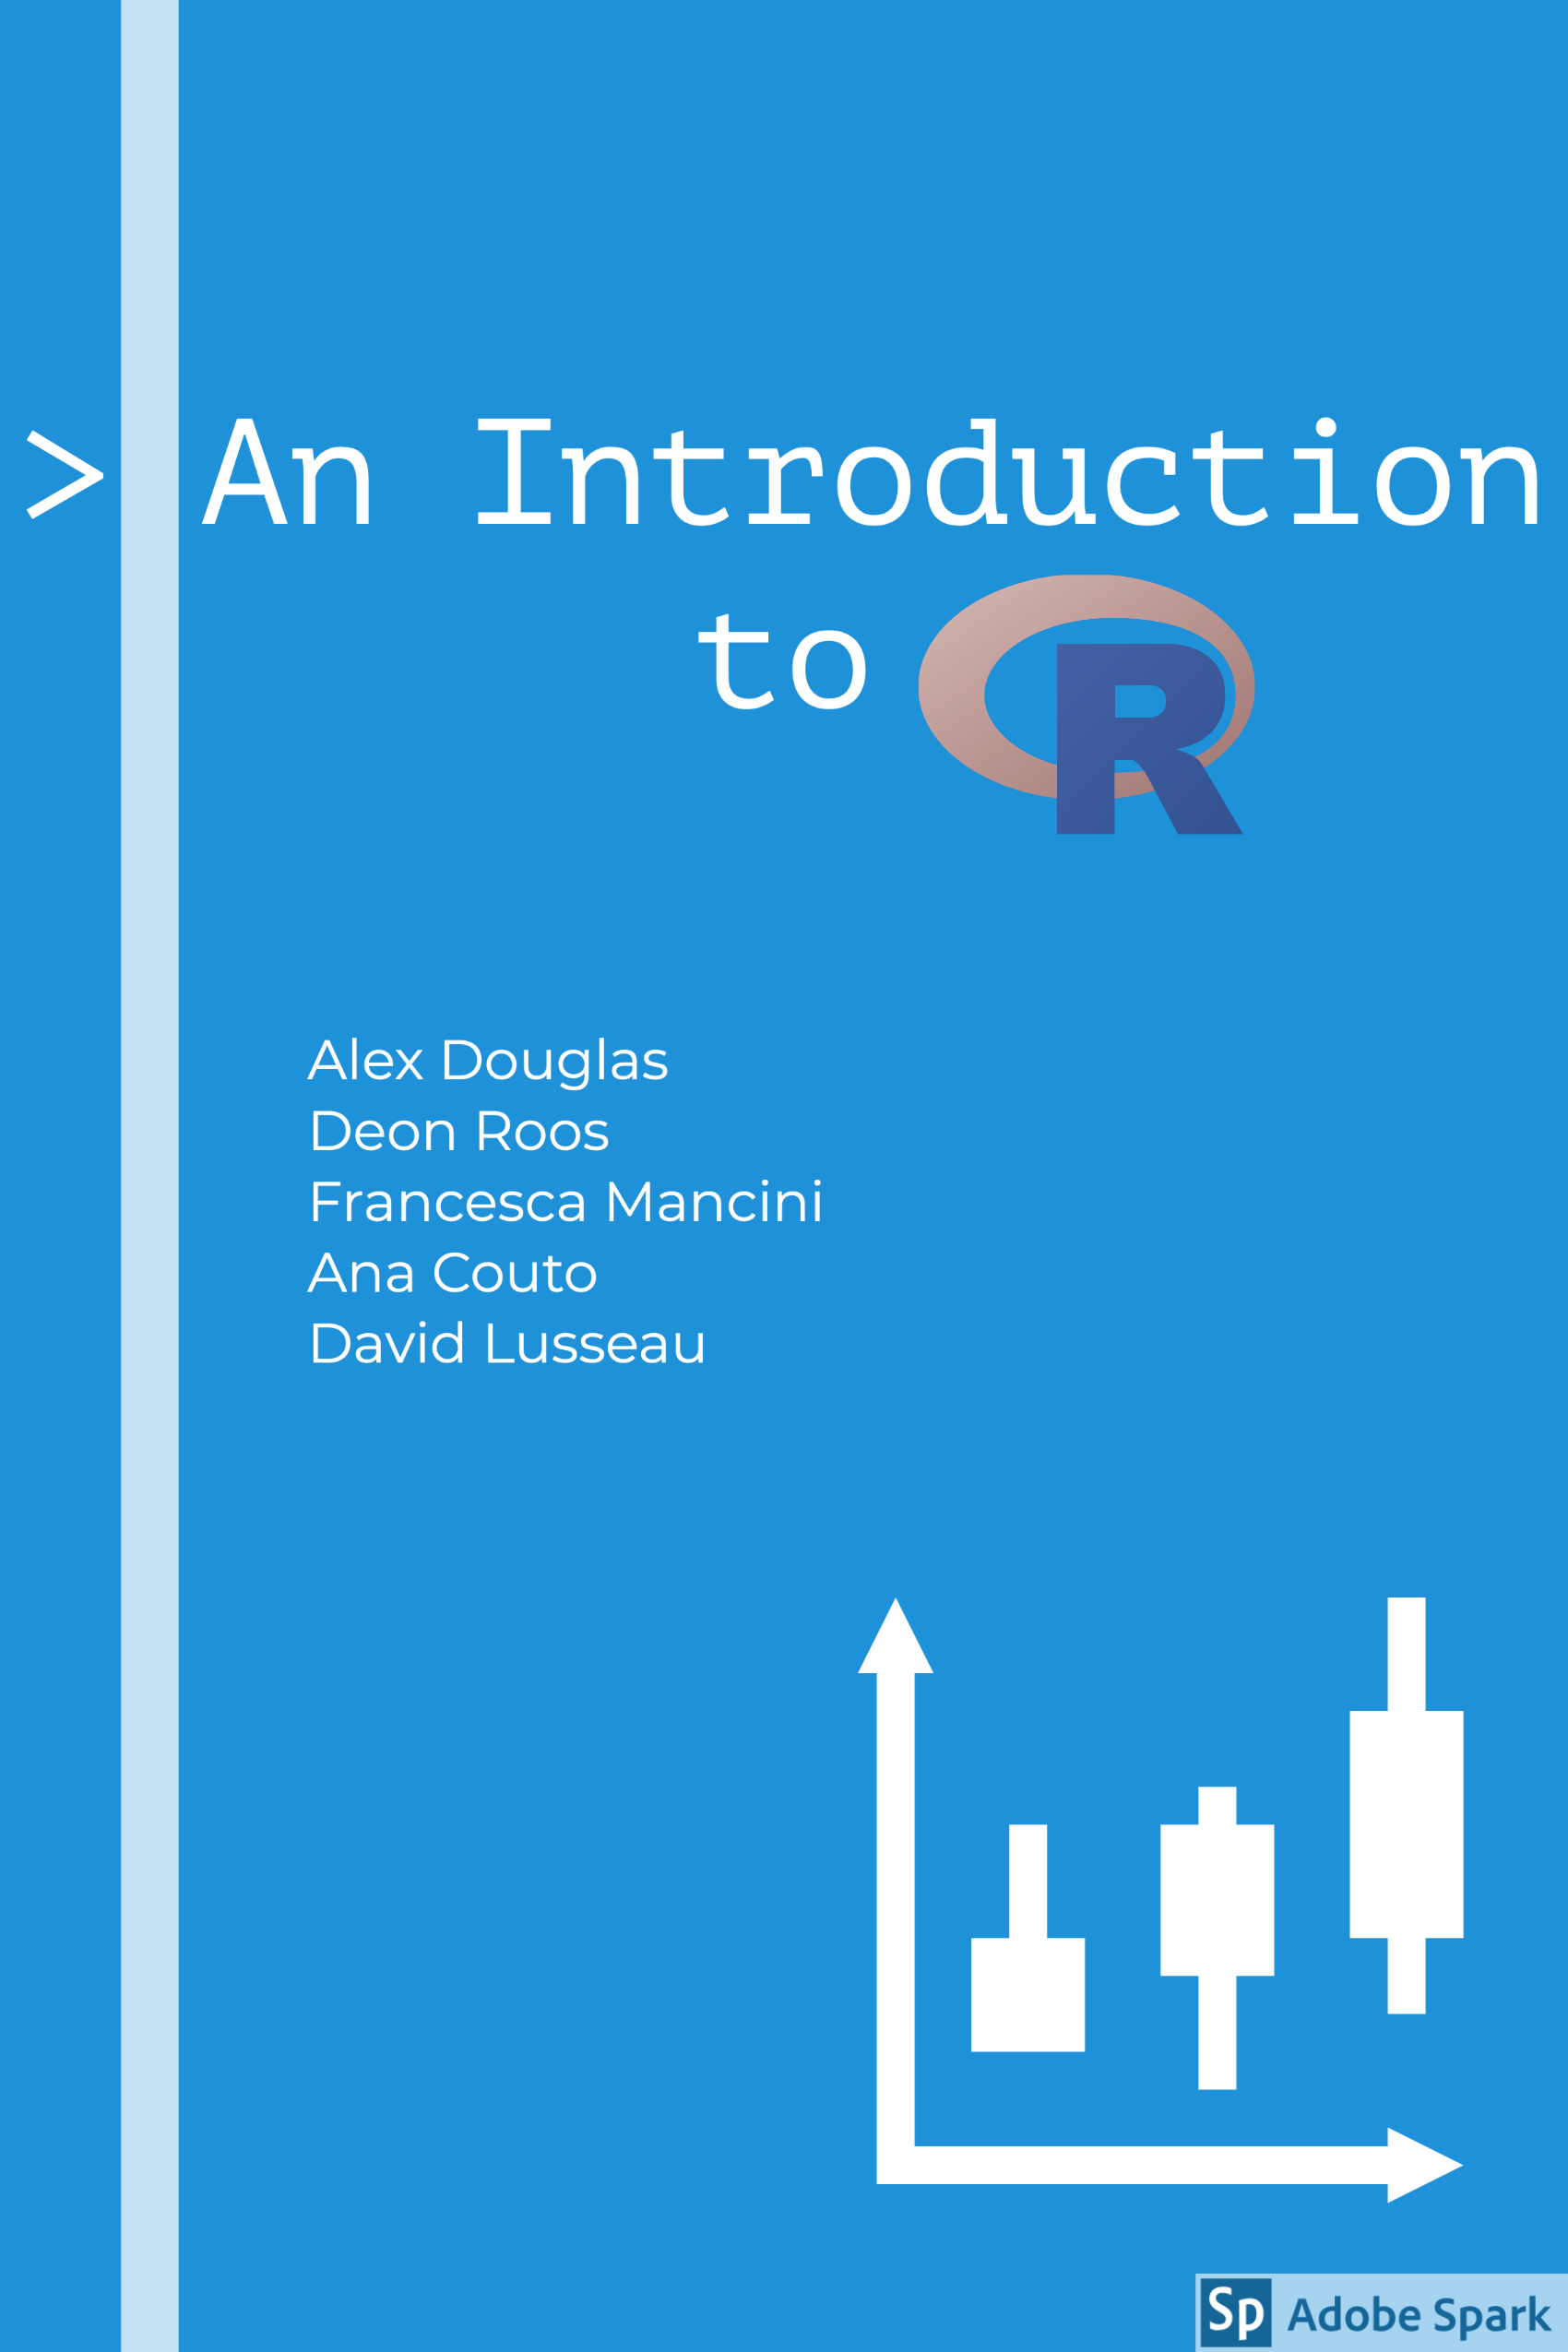 > An Introduction
to R
Alex Douglas
Deon Roos
Francesca Mancini
Ana Couto
David Lusseau
Sp Adobe Spark